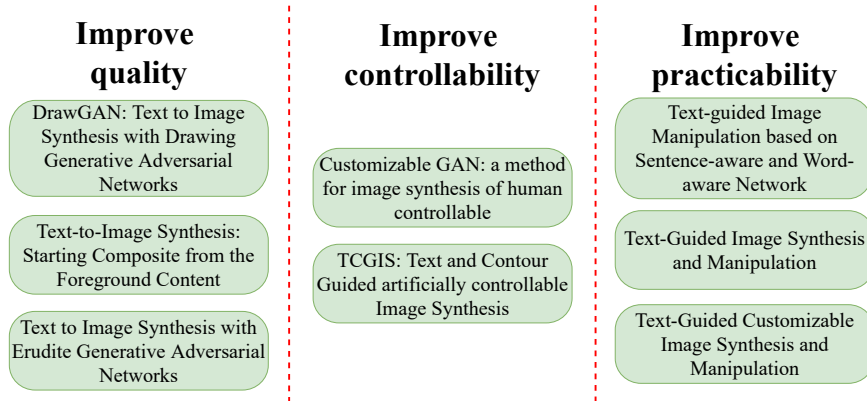 Improve
quality
DrawGAN: Text to Image
Synthesis with Drawing
Generative Adversarial
Networks
Text-to-Image Synthesis:
Starting Composite from the
Foreground Content
Text to Image Synthesis with
Erudite Generative Adversarial
Networks
Improve
controllability
Customizable GAN: a method
for image synthesis of human
controllable
TCGIS: Text and Contour
Guided artificially controllable
Image Synthesis
Improve
practicability
Text-guided Image
Manipulation based on
Sentence-aware and Word-
aware Network
Text-Guided Image Synthesis
and Manipulation
Text-Guided Customizable
Image Synthesis and
Manipulation